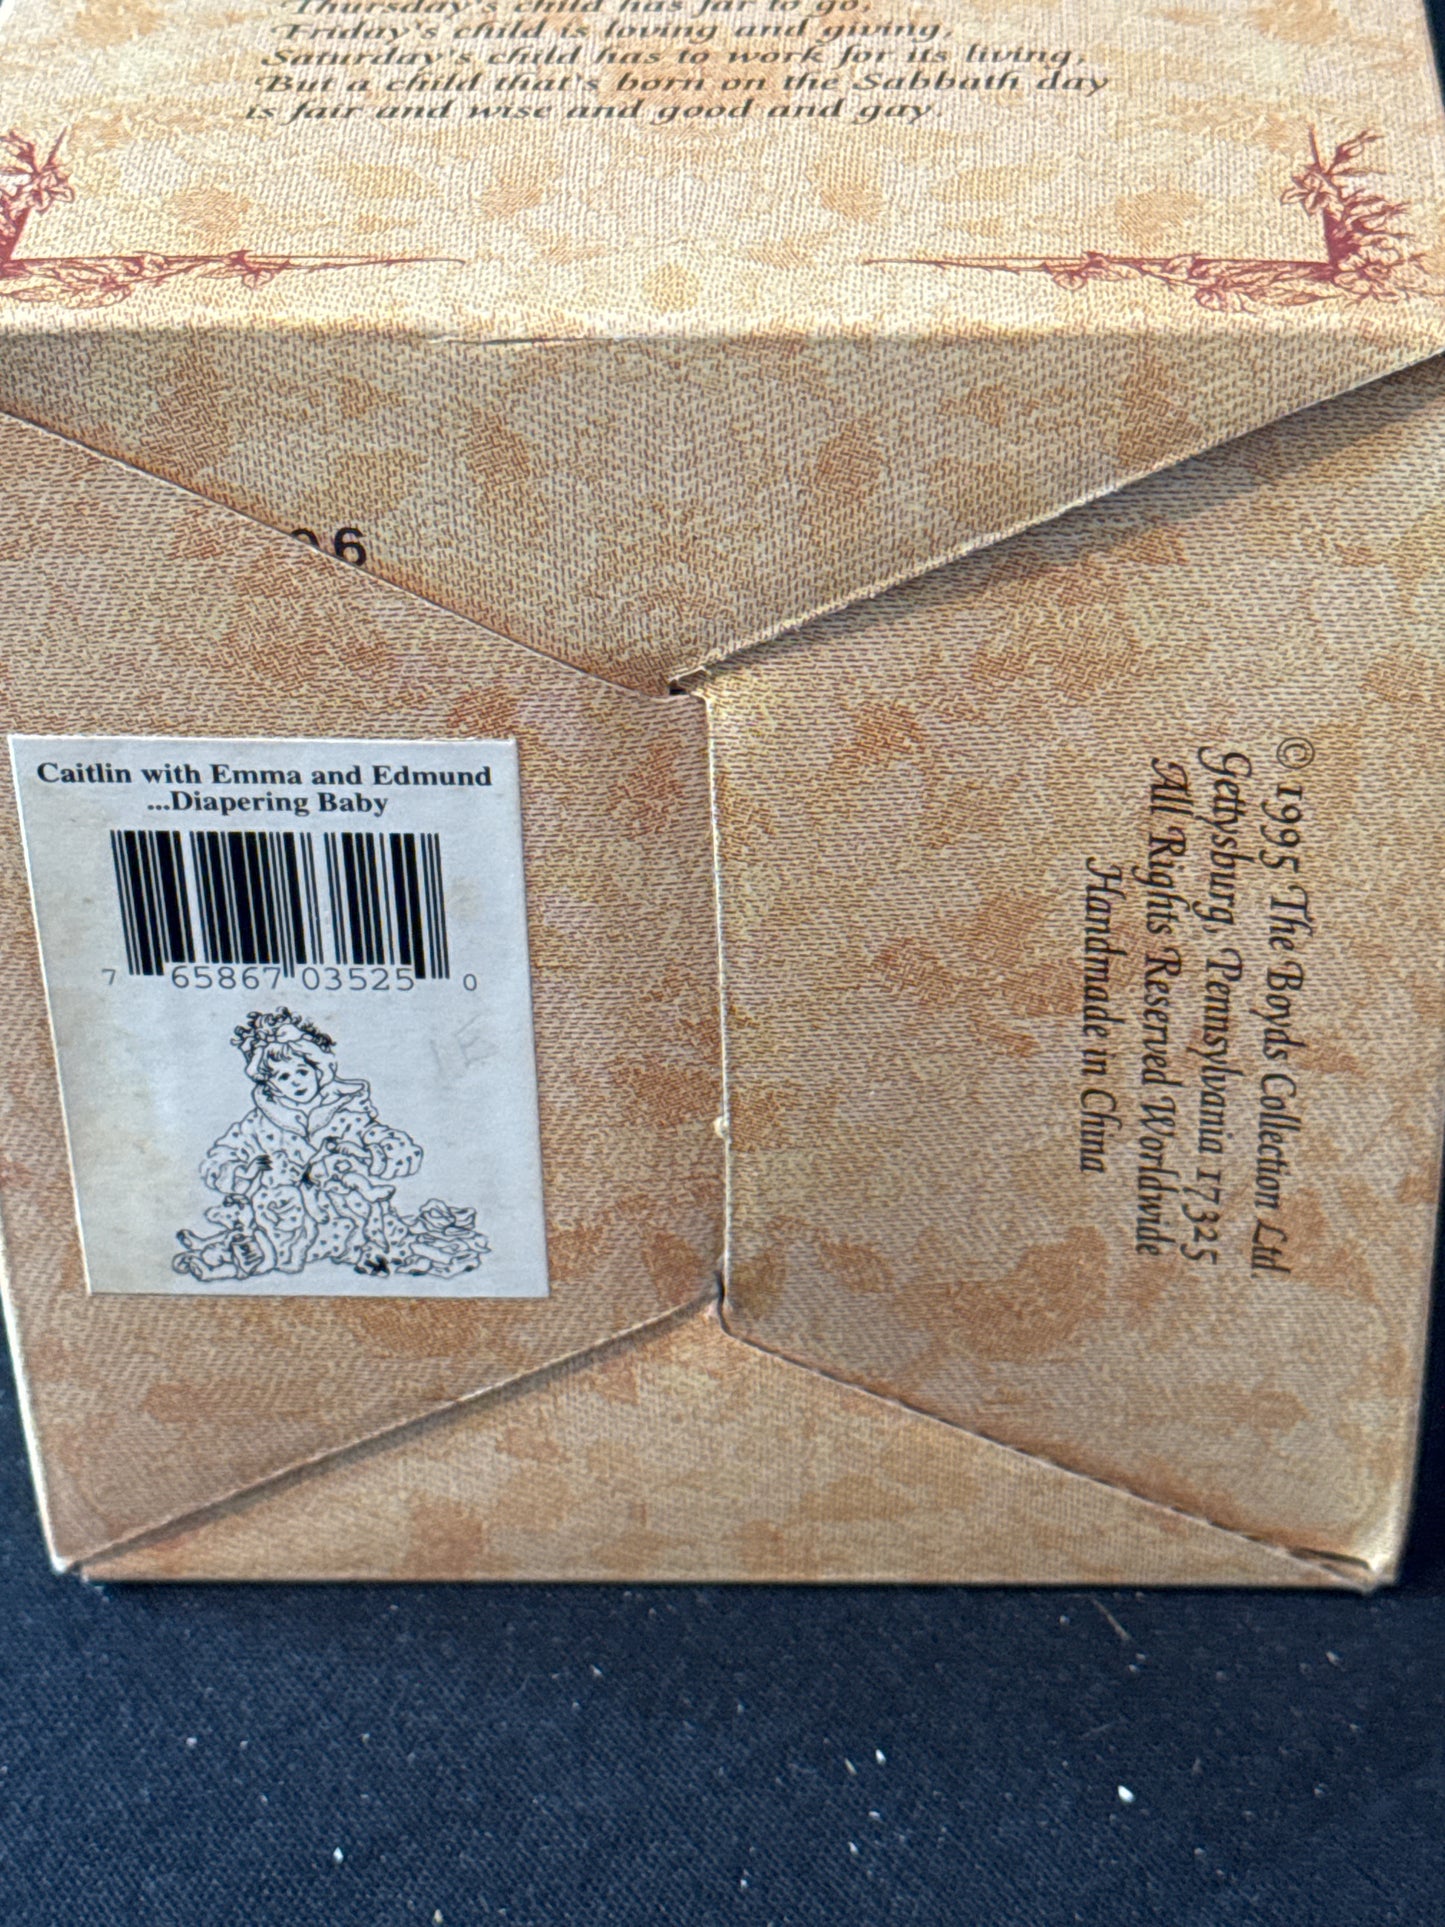 Thursday's child has far to go,
Friday's child is loving and giving,
Saturday's child has to work for its living,
But a child that's born on the Sabbath day
is fair and wise and good and gay.
Caitlin with Emma and Edmund
...Diapering Baby
7 65867 03525 0
© 1995 The Boyds Collection Ltd.
Gettysburg, Pennsylvania 17325
All Rights Reserved Worldwide
Handmade in China